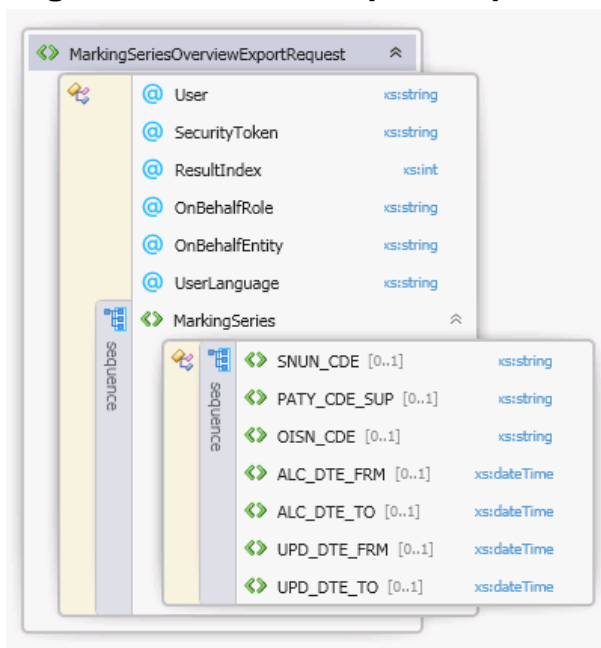 MarkingSeriesOverviewExportRequest
@ User xs:string
@ SecurityToken xs:string
@ ResultIndex xs:int
@ OnBehalfRole xs:string
@ OnBehalfEntity xs:string
@ UserLanguage xs:string
sequence
MarkingSeries
sequence
SNUN_CDE [0..1] xs:string
PATY_CDE_SUP [0..1] xs:string
OISN_CDE [0..1] xs:string
ALC_DTE_FRM [0..1] xs:dateTime
ALC_DTE_TO [0..1] xs:dateTime
UPD_DTE_FRM [0..1] xs:dateTime
UPD_DTE_TO [0..1] xs:dateTime